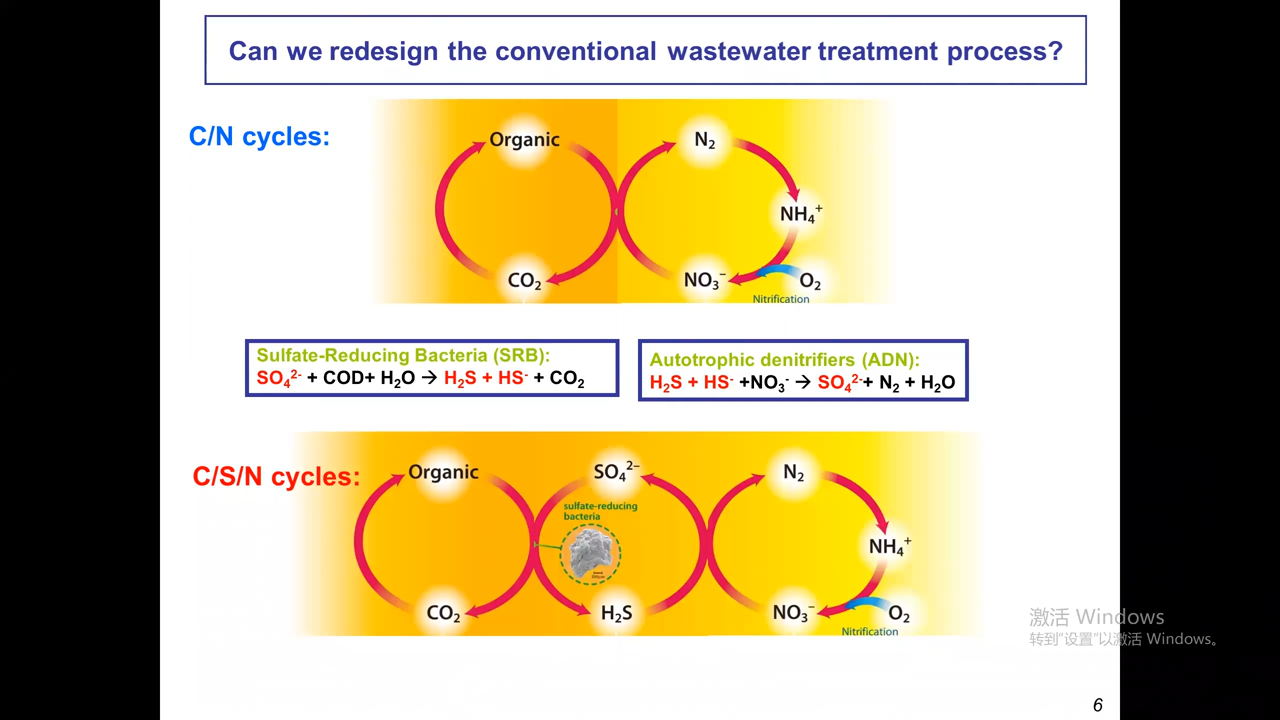 Can we redesign the conventional wastewater treatment process?
C/N cycles:
Organic
N₂
NH₄⁺
CO₂
NO₃⁻
O₂
Nitrification
Sulfate-Reducing Bacteria (SRB):
SO₄²⁻ + COD+ H₂O → H₂S + HS⁻ + CO₂
Autotrophic denitrifiers (ADN):
H₂S + HS⁻ +NO₃⁻ → SO₄²⁻+ N₂ + H₂O
C/S/N cycles:
Organic
SO₄²⁻
N₂
sulfate-reducing
bacteria
NH₄⁺
CO₂
H₂S
NO₃⁻
O₂
Nitrification
激活 Windows
转到"设置"以激活 Windows。
6